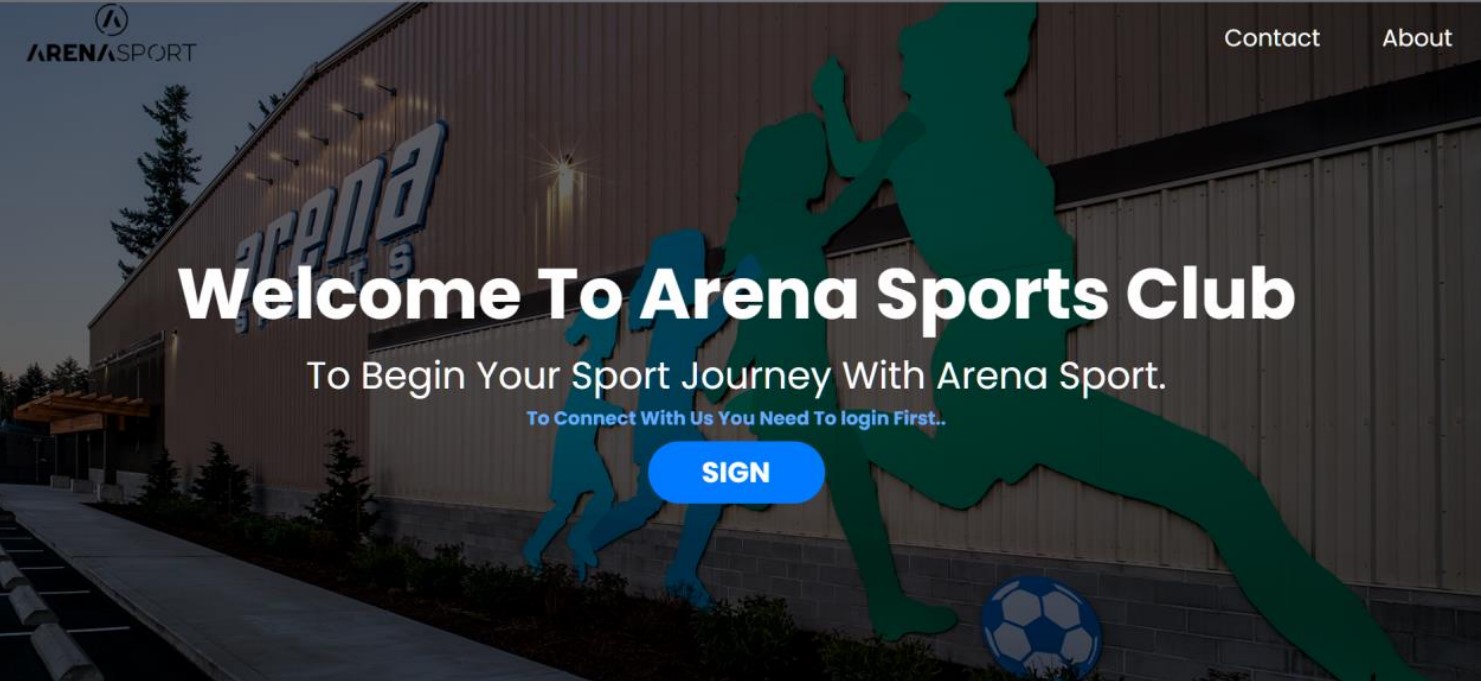 ARENASPORT
Contact
About
arena
SPORTS
Welcome To Arena Sports Club
To Begin Your Sport Journey With Arena Sport.
To Connect With Us You Need To login First..
SIGN